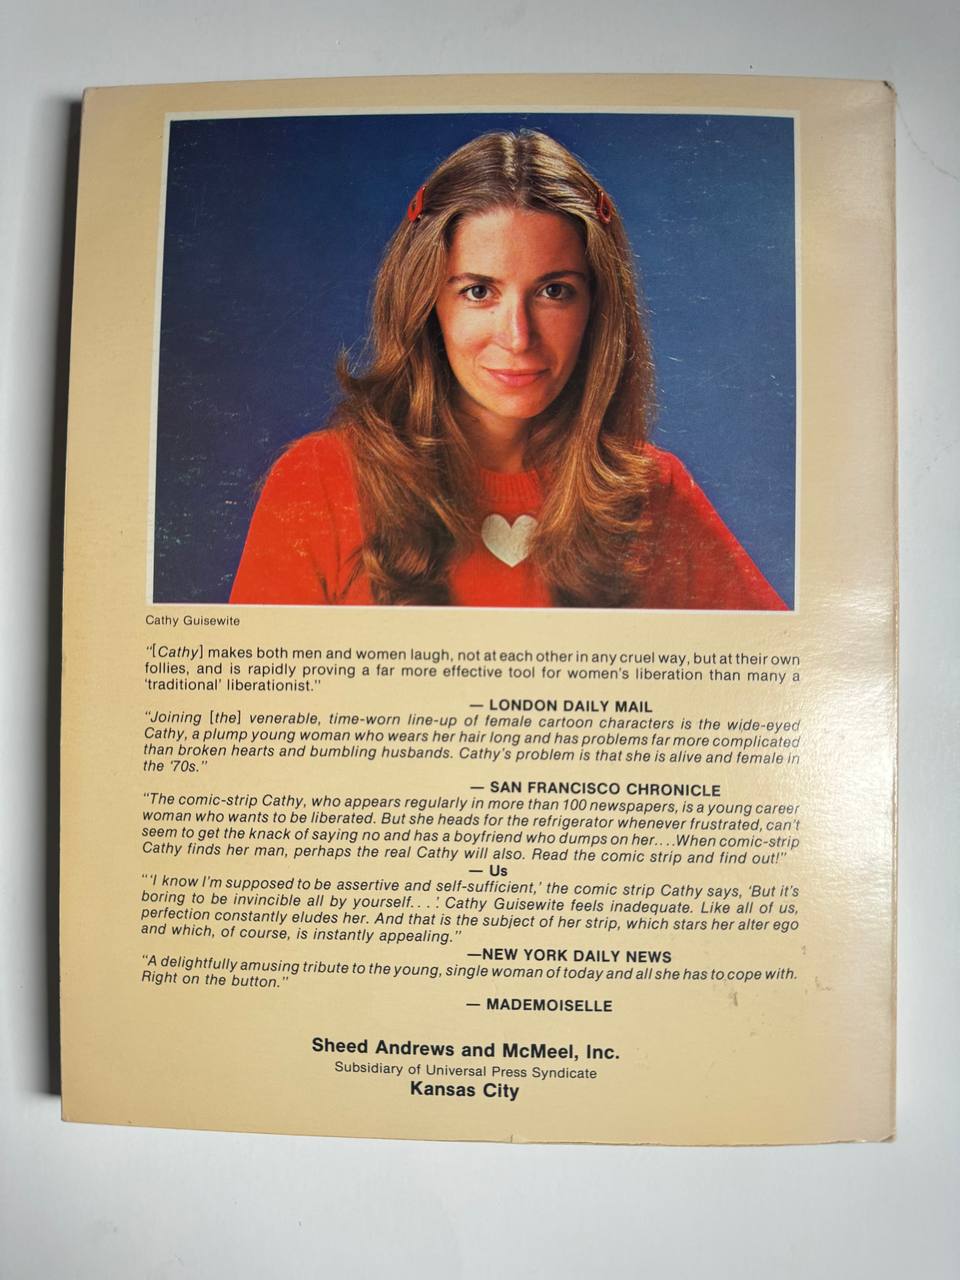 Cathy Guisewite
"[Cathy] makes both men and women laugh, not at each other in any cruel way, but at their own
follies, and is rapidly proving a far more effective tool for women's liberation than many a
'traditional' liberationist."
— LONDON DAILY MAIL
"Joining [the] venerable, time-worn line-up of female cartoon characters is the wide-eyed
Cathy, a plump young woman who wears her hair long and has problems far more complicated
than broken hearts and bumbling husbands. Cathy's problem is that she is alive and female in
the '70s."
— SAN FRANCISCO CHRONICLE
"The comic-strip Cathy, who appears regularly in more than 100 newspapers, is a young career
woman who wants to be liberated. But she heads for the refrigerator whenever frustrated, can't
seem to get the knack of saying no and has a boyfriend who dumps on her....When comic-strip
Cathy finds her man, perhaps the real Cathy will also. Read the comic strip and find out!"
— Us
"'I know I'm supposed to be assertive and self-sufficient,' the comic strip Cathy says, 'But it's
boring to be invincible all by yourself. . . .' Cathy Guisewite feels inadequate. Like all of us,
perfection constantly eludes her. And that is the subject of her strip, which stars her alter ego
and which, of course, is instantly appealing."
—NEW YORK DAILY NEWS
"A delightfully amusing tribute to the young, single woman of today and all she has to cope with.
Right on the button."
— MADEMOISELLE
Sheed Andrews and McMeel, Inc.
Subsidiary of Universal Press Syndicate
Kansas City